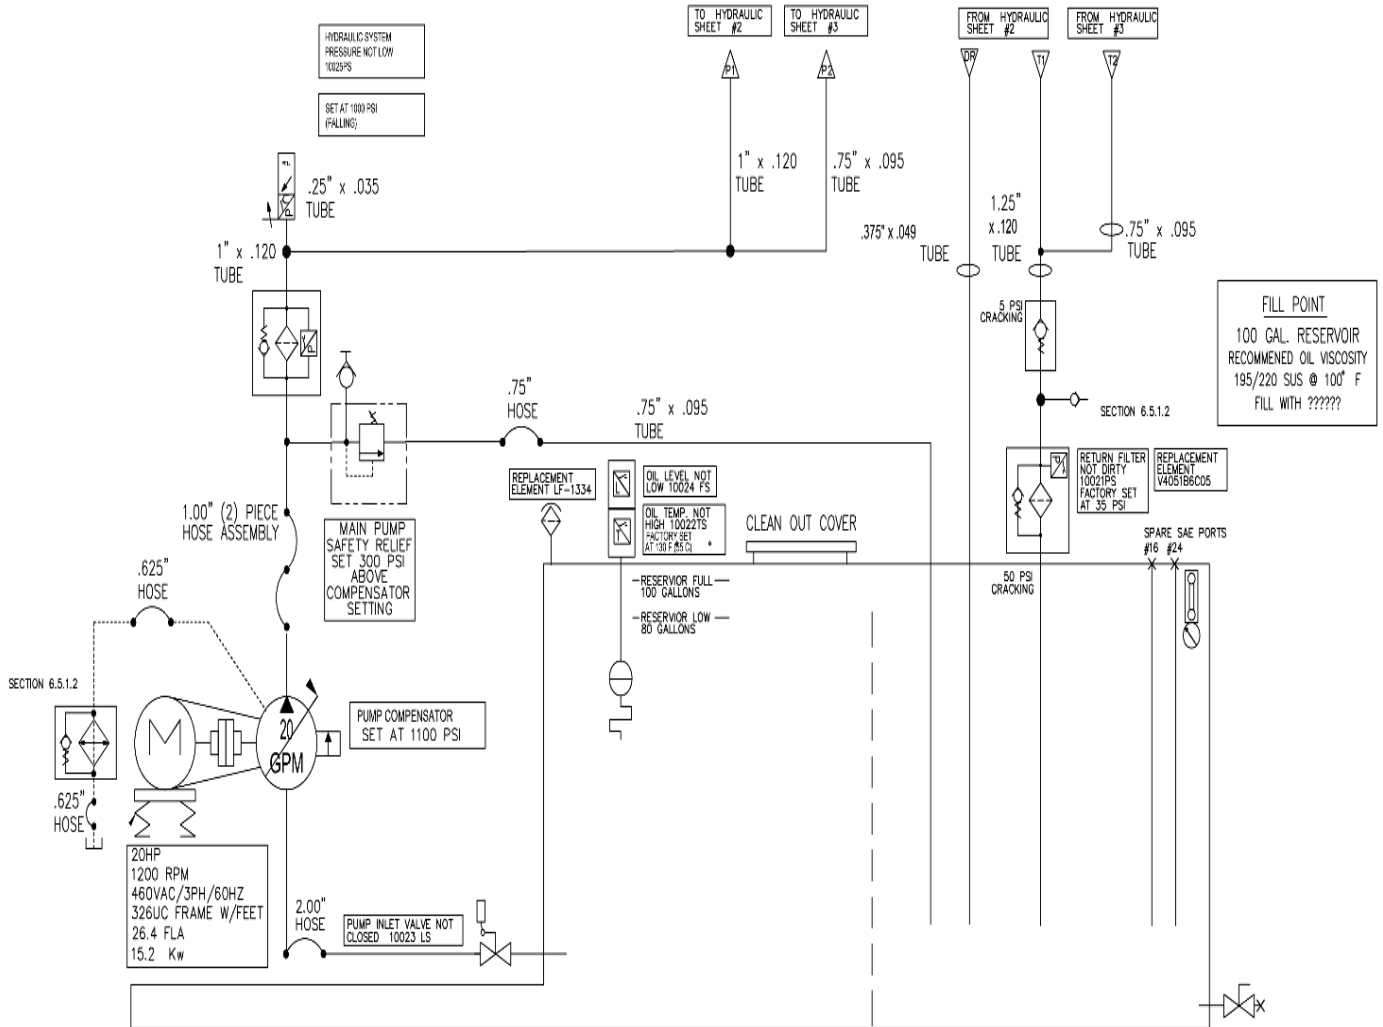 HYDRAULIC SYSTEM
PRESSURE NOT LOW
10025PS
SET AT 1000 PSI
(FALLING)
TO HYDRAULIC
SHEET #2
TO HYDRAULIC
SHEET #3
FROM HYDRAULIC
SHEET #2
FROM HYDRAULIC
SHEET #3
P1
P2
DR
T1
T2
.25" x .035
TUBE
1" x .120
TUBE
1" x .120
TUBE
.75" x .095
TUBE
.375" x .049
TUBE
1.25"
x .120
TUBE
.75" x .095
TUBE
5 PSI
CRACKING
FILL POINT
100 GAL. RESERVOIR
RECOMMENED OIL VISCOSITY
195/220 SUS @ 100° F
FILL WITH ??????
SECTION 6.5.1.2
.75"
HOSE
.75" x .095
TUBE
REPLACEMENT
ELEMENT LF-1334
OIL LEVEL NOT
LOW 10024 FS
OIL TEMP. NOT
HIGH 10022TS
FACTORY SET
AT 130 F (55 C)
CLEAN OUT COVER
RETURN FILTER
NOT DIRTY
10021PS
FACTORY SET
AT 35 PSI
REPLACEMENT
ELEMENT
V4051B6C05
SPARE SAE PORTS
#16 #24
50 PSI
CRACKING
RESERVIOR FULL
100 GALLONS
RESERVIOR LOW
80 GALLONS
1.00" (2) PIECE
HOSE ASSEMBLY
MAIN PUMP
SAFETY RELIEF
SET 300 PSI
ABOVE
COMPENSATOR
SETTING
.625"
HOSE
SECTION 6.5.1.2
M
20
GPM
PUMP COMPENSATOR
SET AT 1100 PSI
.625"
HOSE
20HP
1200 RPM
460VAC/3PH/60HZ
326UC FRAME W/FEET
26.4 FLA
15.2 Kw
2.00"
HOSE
PUMP INLET VALVE NOT
CLOSED 10023 LS